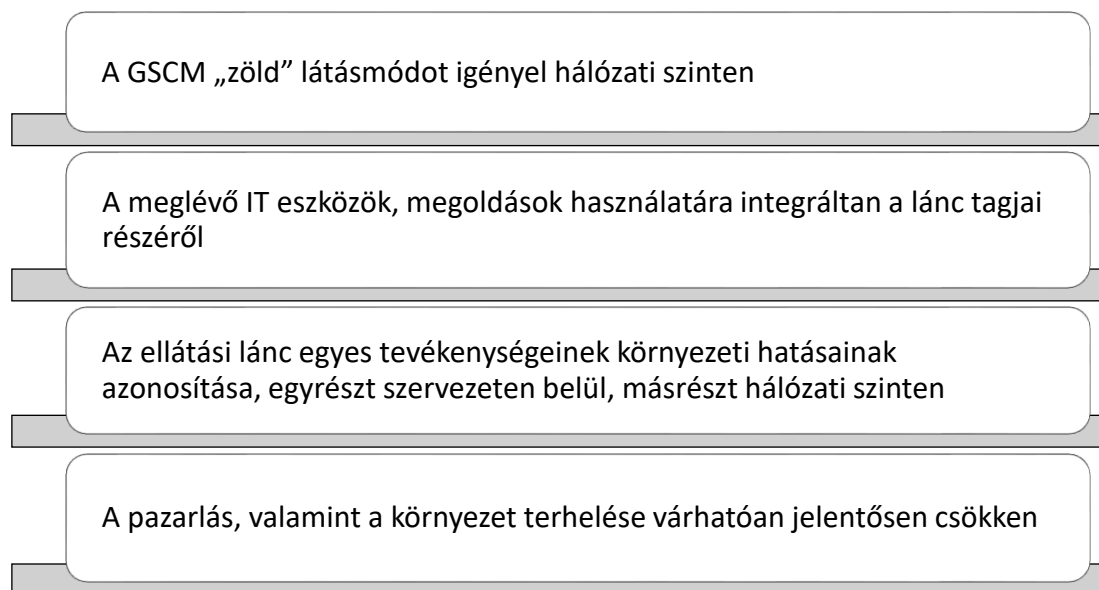 A GSCM „zöld” látásmódot igényel hálózati szinten
A meglévő IT eszközök, megoldások használatára integráltan a lánc tagjai
részéről
Az ellátási lánc egyes tevékenységeinek környezeti hatásainak
azonosítása, egyrészt szervezeten belül, másrészt hálózati szinten
A pazarlás, valamint a környezet terhelése várhatóan jelentősen csökken